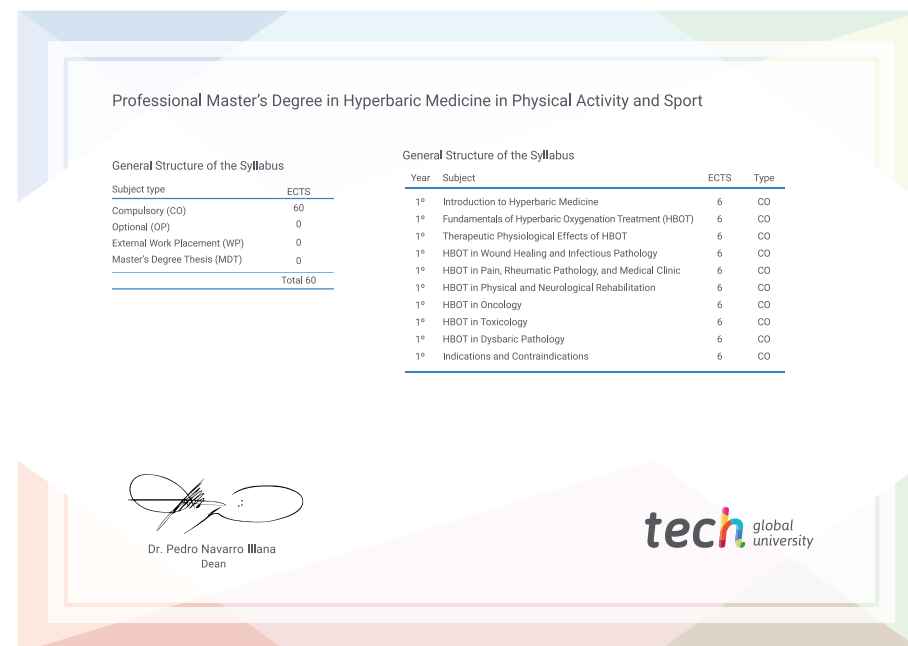 Professional Master's Degree in Hyperbaric Medicine in Physical Activity and Sport
General Structure of the Syllabus
Subject type ECTS
Compulsory (CO) 60
Optional (OP) 0
External Work Placement (WP) 0
Master's Degree Thesis (MDT) 0
Total 60
General Structure of the Syllabus
Year Subject ECTS Type
1º Introduction to Hyperbaric Medicine 6 CO
1º Fundamentals of Hyperbaric Oxygenation Treatment (HBOT) 6 CO
1º Therapeutic Physiological Effects of HBOT 6 CO
1º HBOT in Wound Healing and Infectious Pathology 6 CO
1º HBOT in Pain, Rheumatic Pathology, and Medical Clinic 6 CO
1º HBOT in Physical and Neurological Rehabilitation 6 CO
1º HBOT in Oncology 6 CO
1º HBOT in Toxicology 6 CO
1º HBOT in Dysbaric Pathology 6 CO
1º Indications and Contraindications 6 CO
Dr. Pedro Navarro Illana
Dean
tech global
university